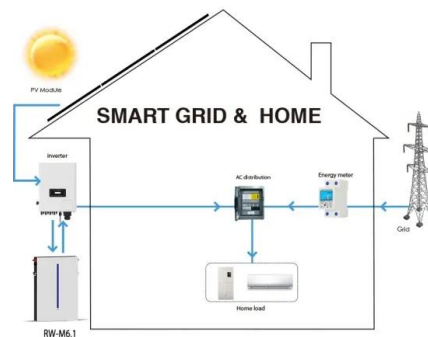 PV Module
SMART GRID & HOME
Inverter
AC distribution
Energy meter
Grid
Home load
RW-M6.1